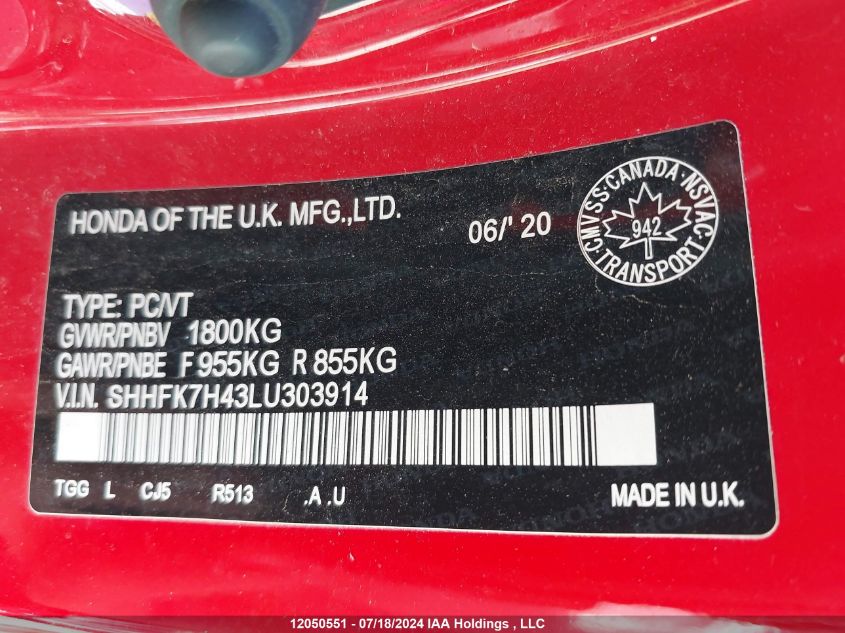 HONDA OF THE U.K. MFG.,LTD.
06/' 20
CMVSS·CANADA·NSVAC·TRANSPORT·
942
TYPE: PC/VT
GVWR/PNBV 1800KG
GAWR/PNBE F 955KG R 855KG
V.I.N. SHHFK7H43LU303914
TGG L CJ5 R513 .A .U
MADE IN U.K.
12050551 - 07/18/2024 IAA Holdings , LLC